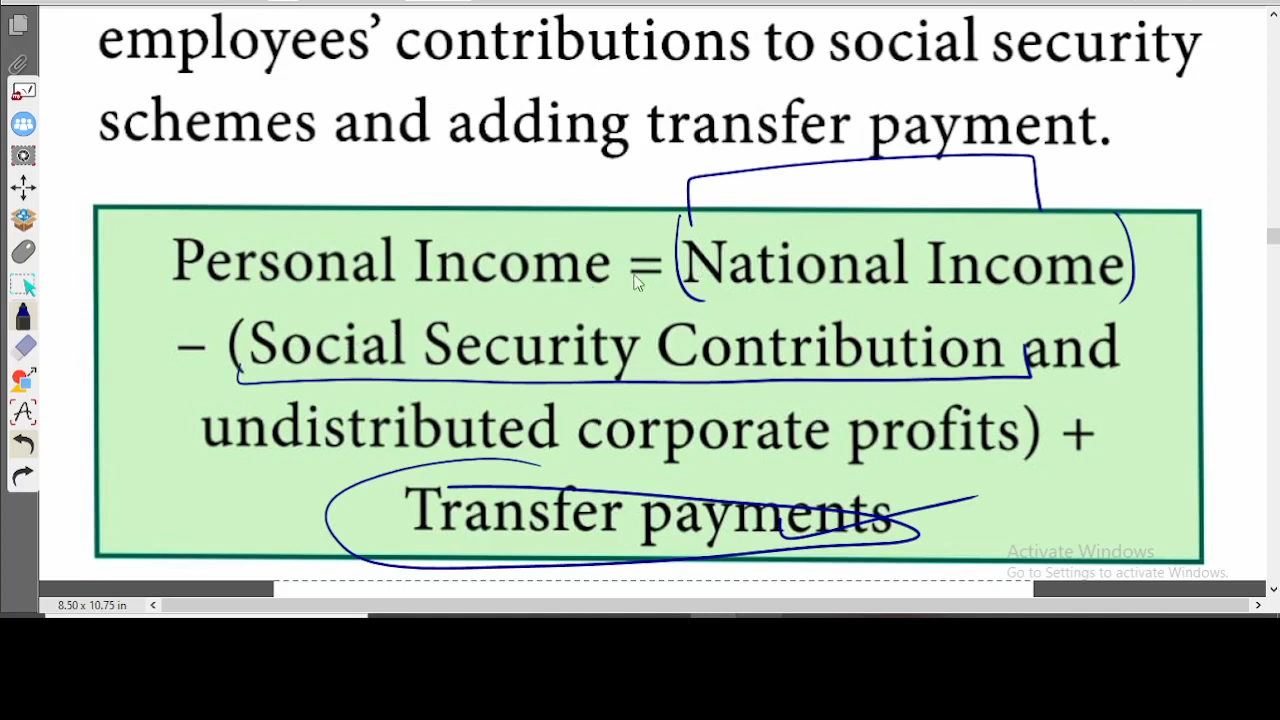 employees’ contributions to social security
schemes and adding transfer payment.
Personal Income = (National Income)
– (Social Security Contribution and
undistributed corporate profits) +
Transfer payments
Activate Windows
Go to Settings to activate Windows.
8.50 x 10.75 in